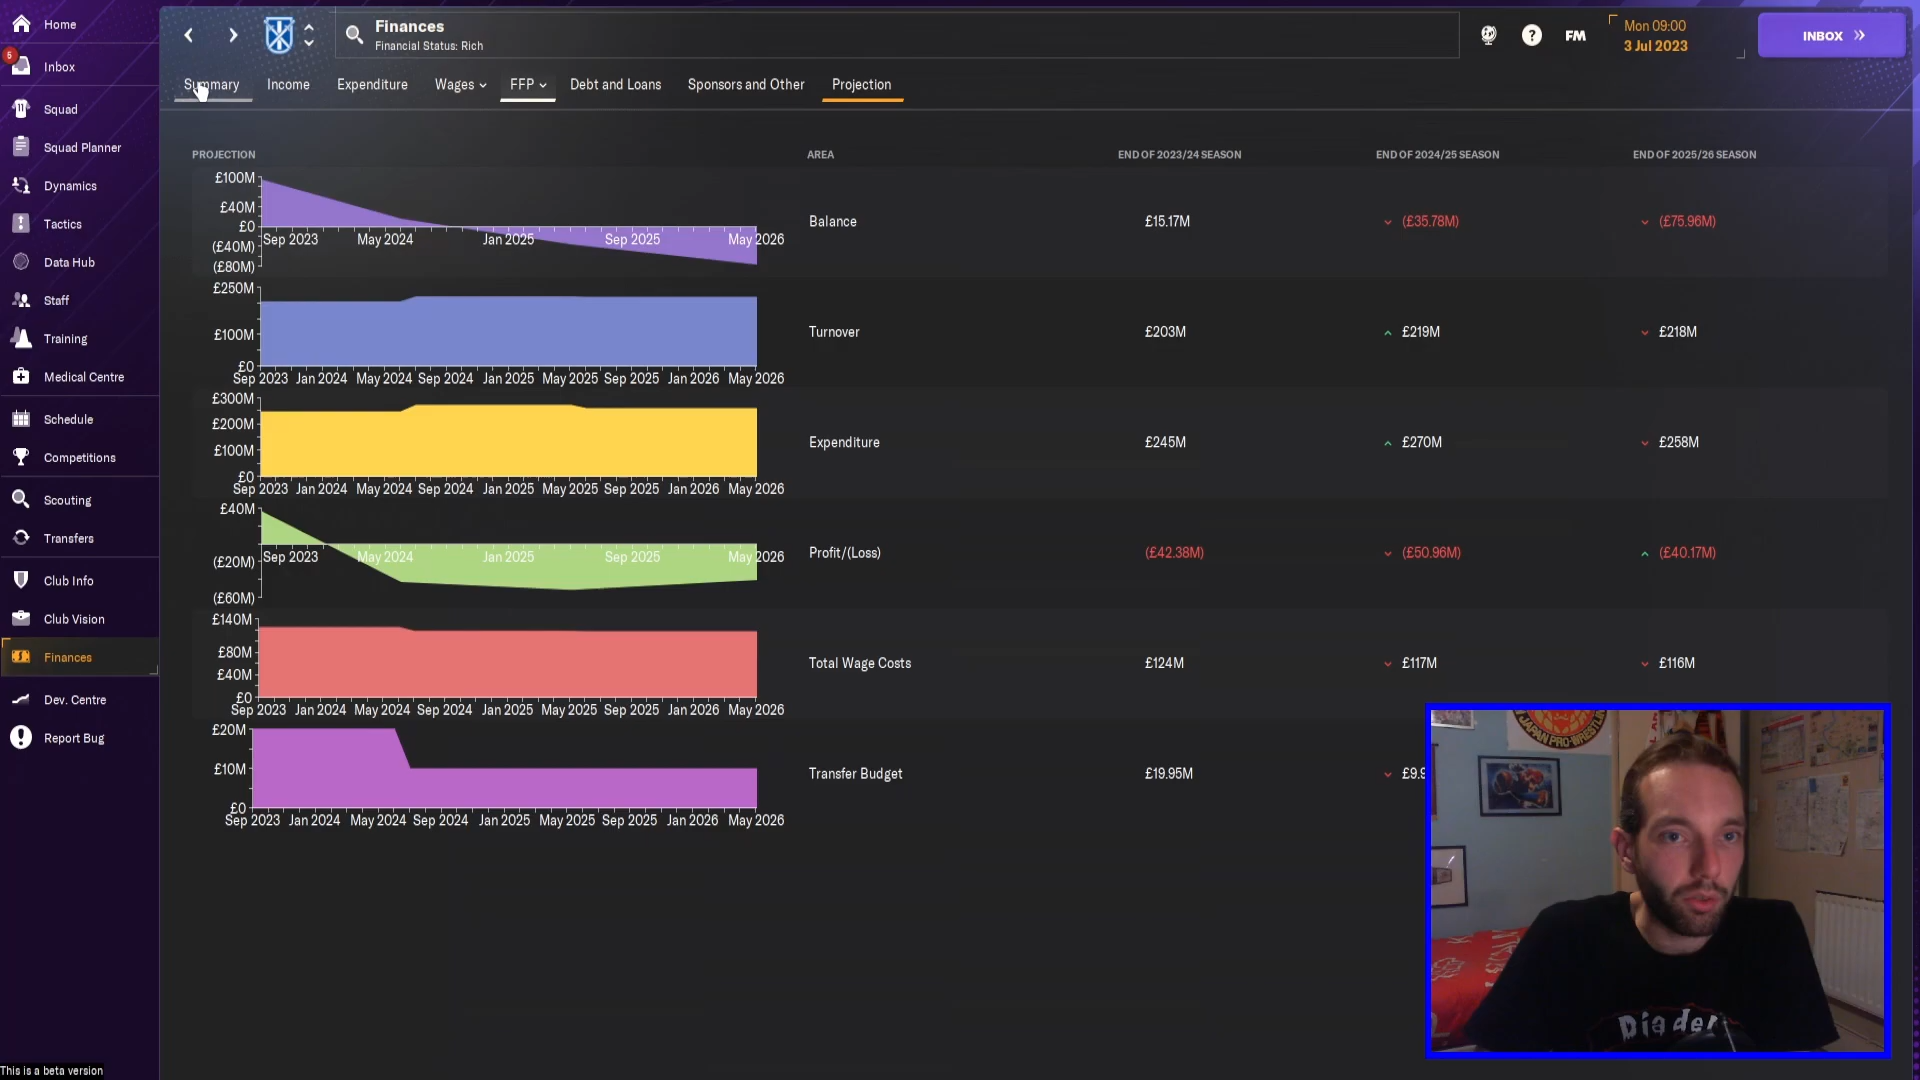 Home
Finances
Financial Status: Rich
FM
Mon 09:00
3 Jul 2023
INBOX
5
Inbox
Summary
Income
Expenditure
Wages
FFP
Debt and Loans
Sponsors and Other
Projection
Squad
Squad Planner
Dynamics
Tactics
Data Hub
Staff
Training
Medical Centre
Schedule
Competitions
Scouting
Transfers
Club Info
Club Vision
Finances
Dev. Centre
Report Bug
This is a beta version
PROJECTION
AREA
END OF 2023/24 SEASON
END OF 2024/25 SEASON
END OF 2025/26 SEASON
£100M
£40M
£0
(£40M)
(£80M)
Sep 2023 May 2024 Jan 2025 Sep 2025 May 2026
Balance £15.17M (£35.78M) (£75.96M)
£250M
£100M
£0
Sep 2023 Jan 2024 May 2024 Sep 2024 Jan 2025 May 2025 Sep 2025 Jan 2026 May 2026
Turnover £203M £219M £218M
£300M
£200M
£100M
£0
Sep 2023 Jan 2024 May 2024 Sep 2024 Jan 2025 May 2025 Sep 2025 Jan 2026 May 2026
Expenditure £245M £270M £258M
£40M
(£20M)
(£60M)
Sep 2023 May 2024 Jan 2025 Sep 2025 May 2026
Profit/(Loss) (£42.38M) (£50.96M) (£40.17M)
£140M
£80M
£40M
£0
Sep 2023 Jan 2024 May 2024 Sep 2024 Jan 2025 May 2025 Sep 2025 Jan 2026 May 2026
Total Wage Costs £124M £117M £116M
£20M
£10M
£0
Sep 2023 Jan 2024 May 2024 Sep 2024 Jan 2025 May 2025 Sep 2025 Jan 2026 May 2026
Transfer Budget £19.95M £9.9
JAPAN PRO-WRESTLING